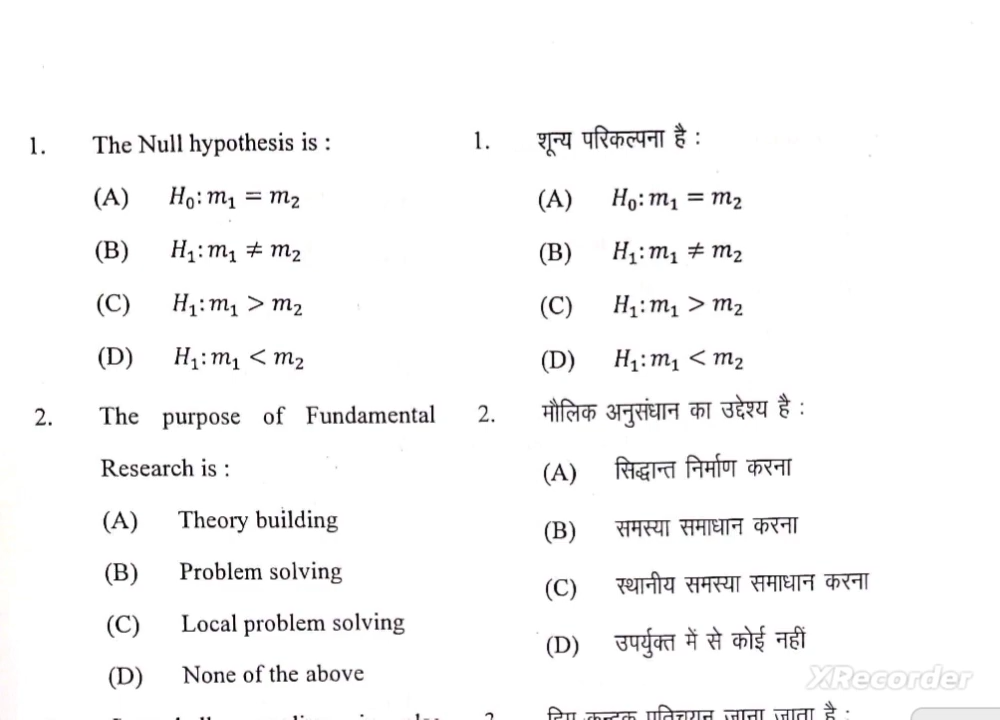 1. The Null hypothesis is :
(A) H₀: m₁ = m₂
(B) H₁: m₁ ≠ m₂
(C) H₁: m₁ > m₂
(D) H₁: m₁ < m₂
2. The purpose of Fundamental
Research is :
(A) Theory building
(B) Problem solving
(C) Local problem solving
(D) None of the above
1. शून्य परिकल्पना है :
(A) H₀: m₁ = m₂
(B) H₁: m₁ ≠ m₂
(C) H₁: m₁ > m₂
(D) H₁: m₁ < m₂
2. मौलिक अनुसंधान का उद्देश्य है :
(A) सिद्धान्त निर्माण करना
(B) समस्या समाधान करना
(C) स्थानीय समस्या समाधान करना
(D) उपर्युक्त में से कोई नहीं
जाना जाता है :
XRecorder